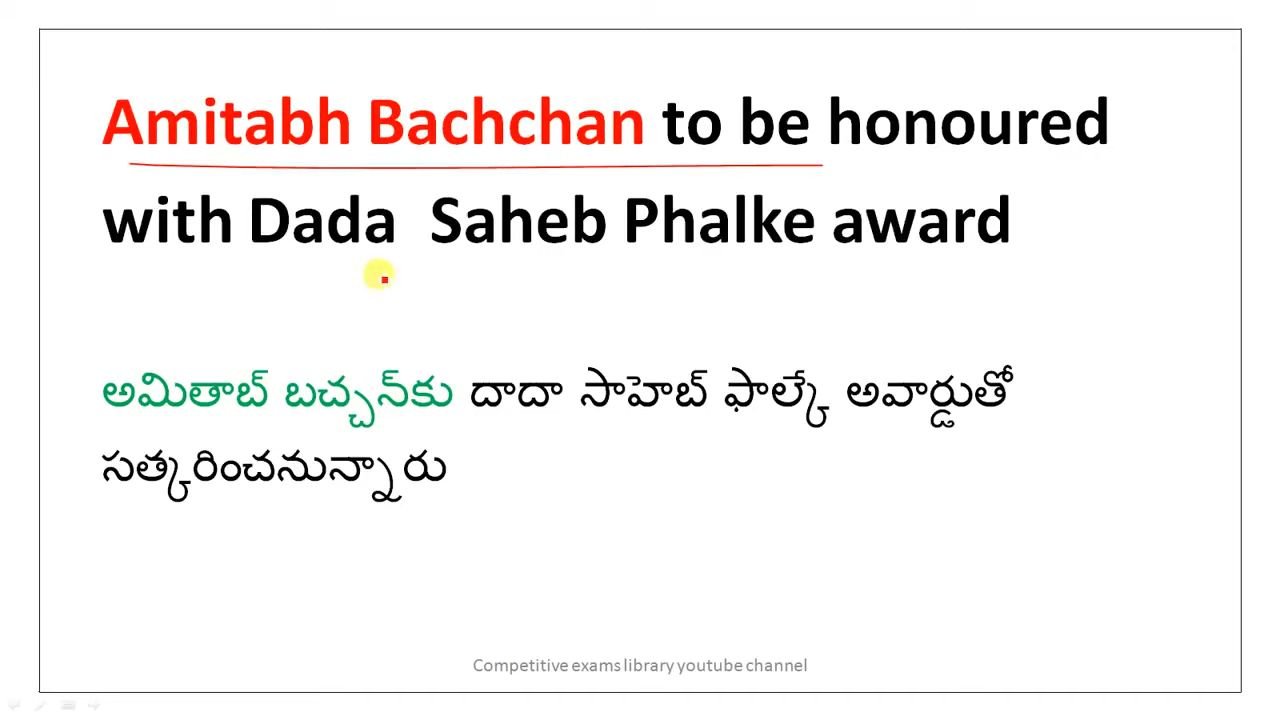 Amitabh Bachchan to be honoured
with Dada Saheb Phalke award
అమితాబ్ బచ్చన్‌కు దాదా సాహెబ్ ఫాల్కే అవార్డుతో
సత్కరించనున్నారు
Competitive exams library youtube channel